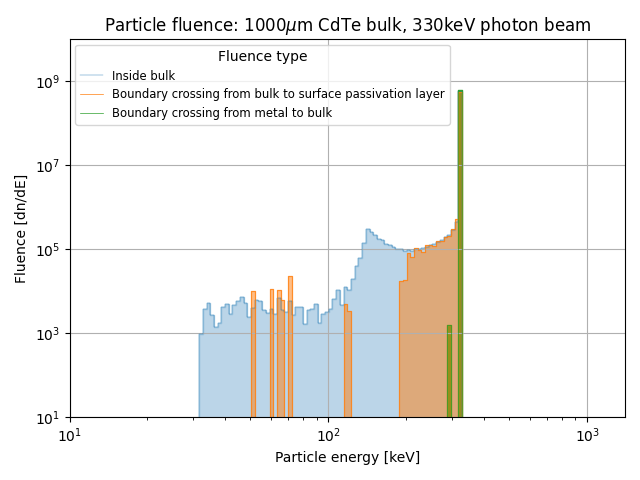 Particle fluence: 1000μm CdTe bulk, 330keV photon beam
Fluence type
Inside bulk
Boundary crossing from bulk to surface passivation layer
Boundary crossing from metal to bulk
Fluence [dn/dE]
10⁹
10⁷
10⁵
10³
10¹
10¹ 10² 10³
Particle energy [keV]